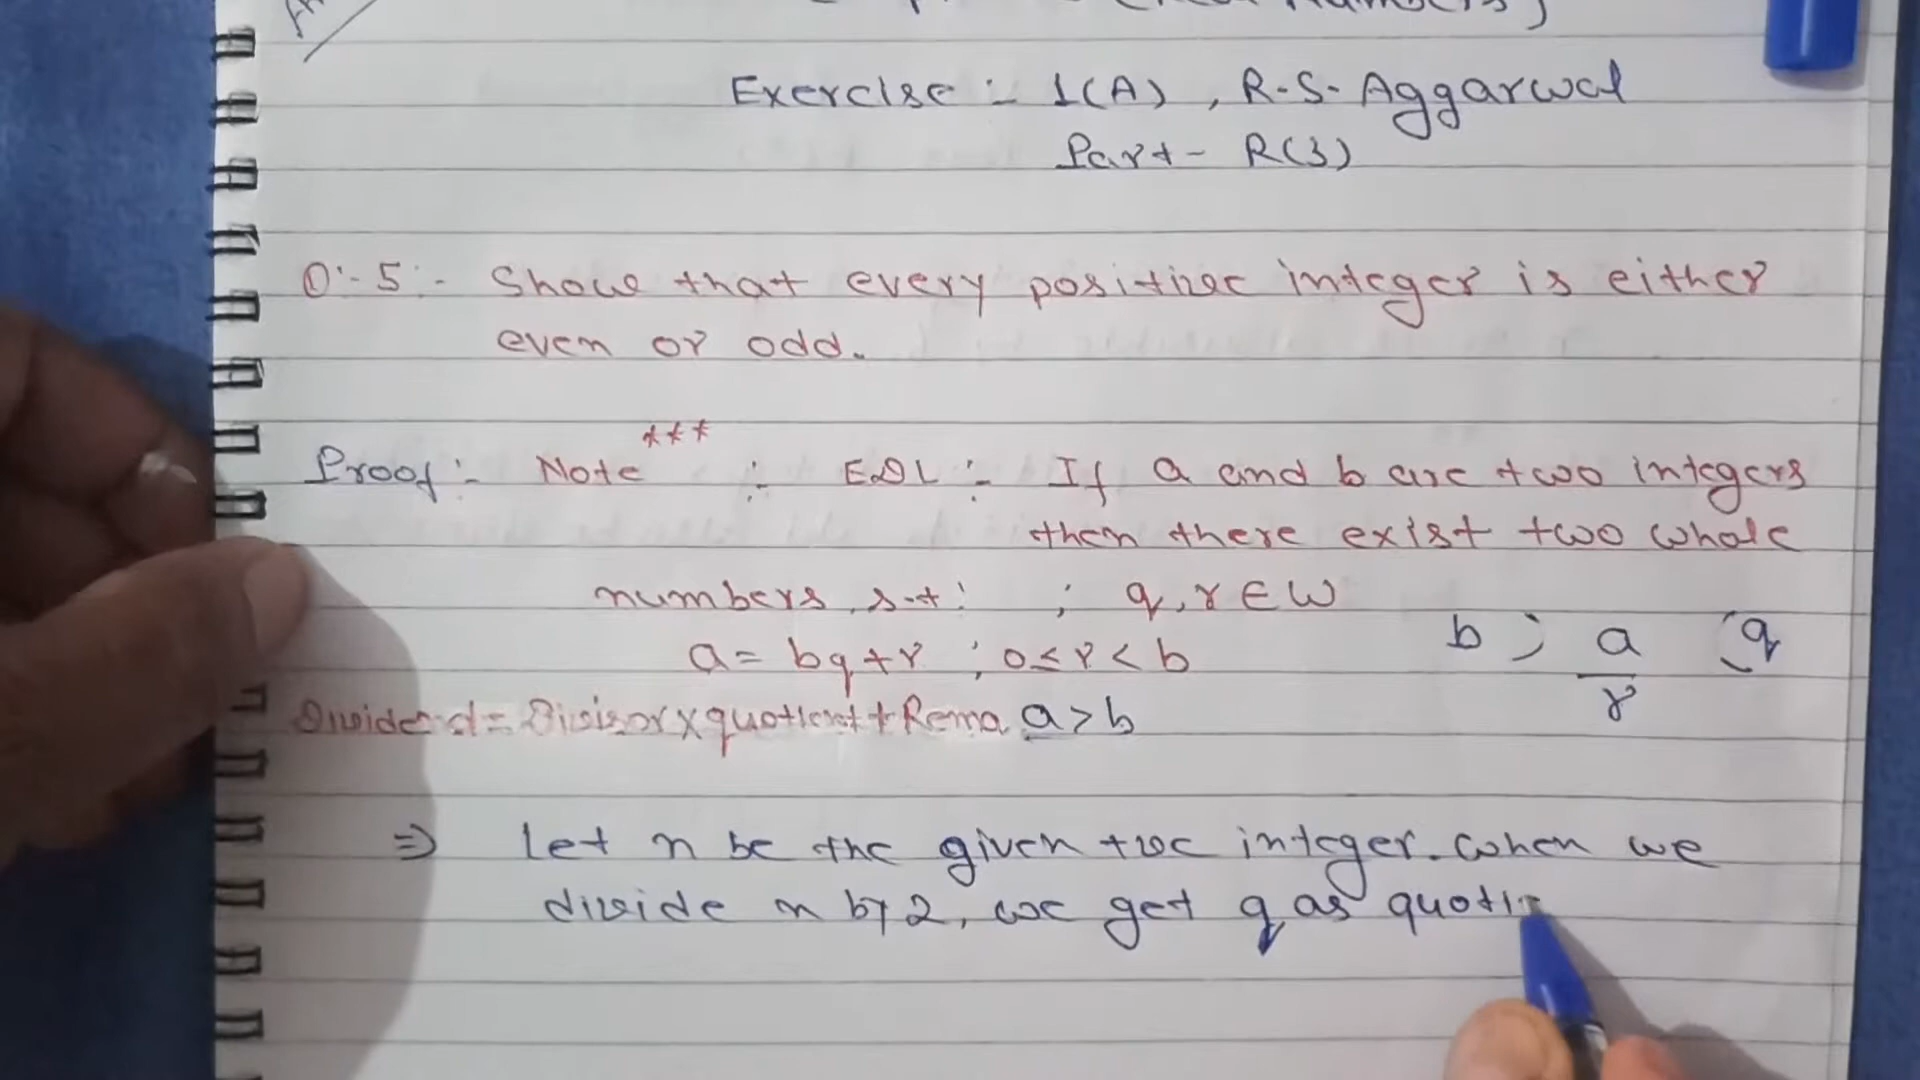 Exercise :- 1(A), R.S. Aggarwal
Part - R(3)
Q:-5:- Show that every positive integer is either
even or odd.
***
Proof :- Note :- EDL :- If a and b are two integers
then there exist two whole
numbers, s.t. ; q, r ∈ W
b ) a ( q
a = bq + r ; 0 ≤ r < b
r
Dividend = Divisor × quotient + Rema a > b
⇒ Let n be the given +ve integer. When we
divide n by 2, we get q as quoti